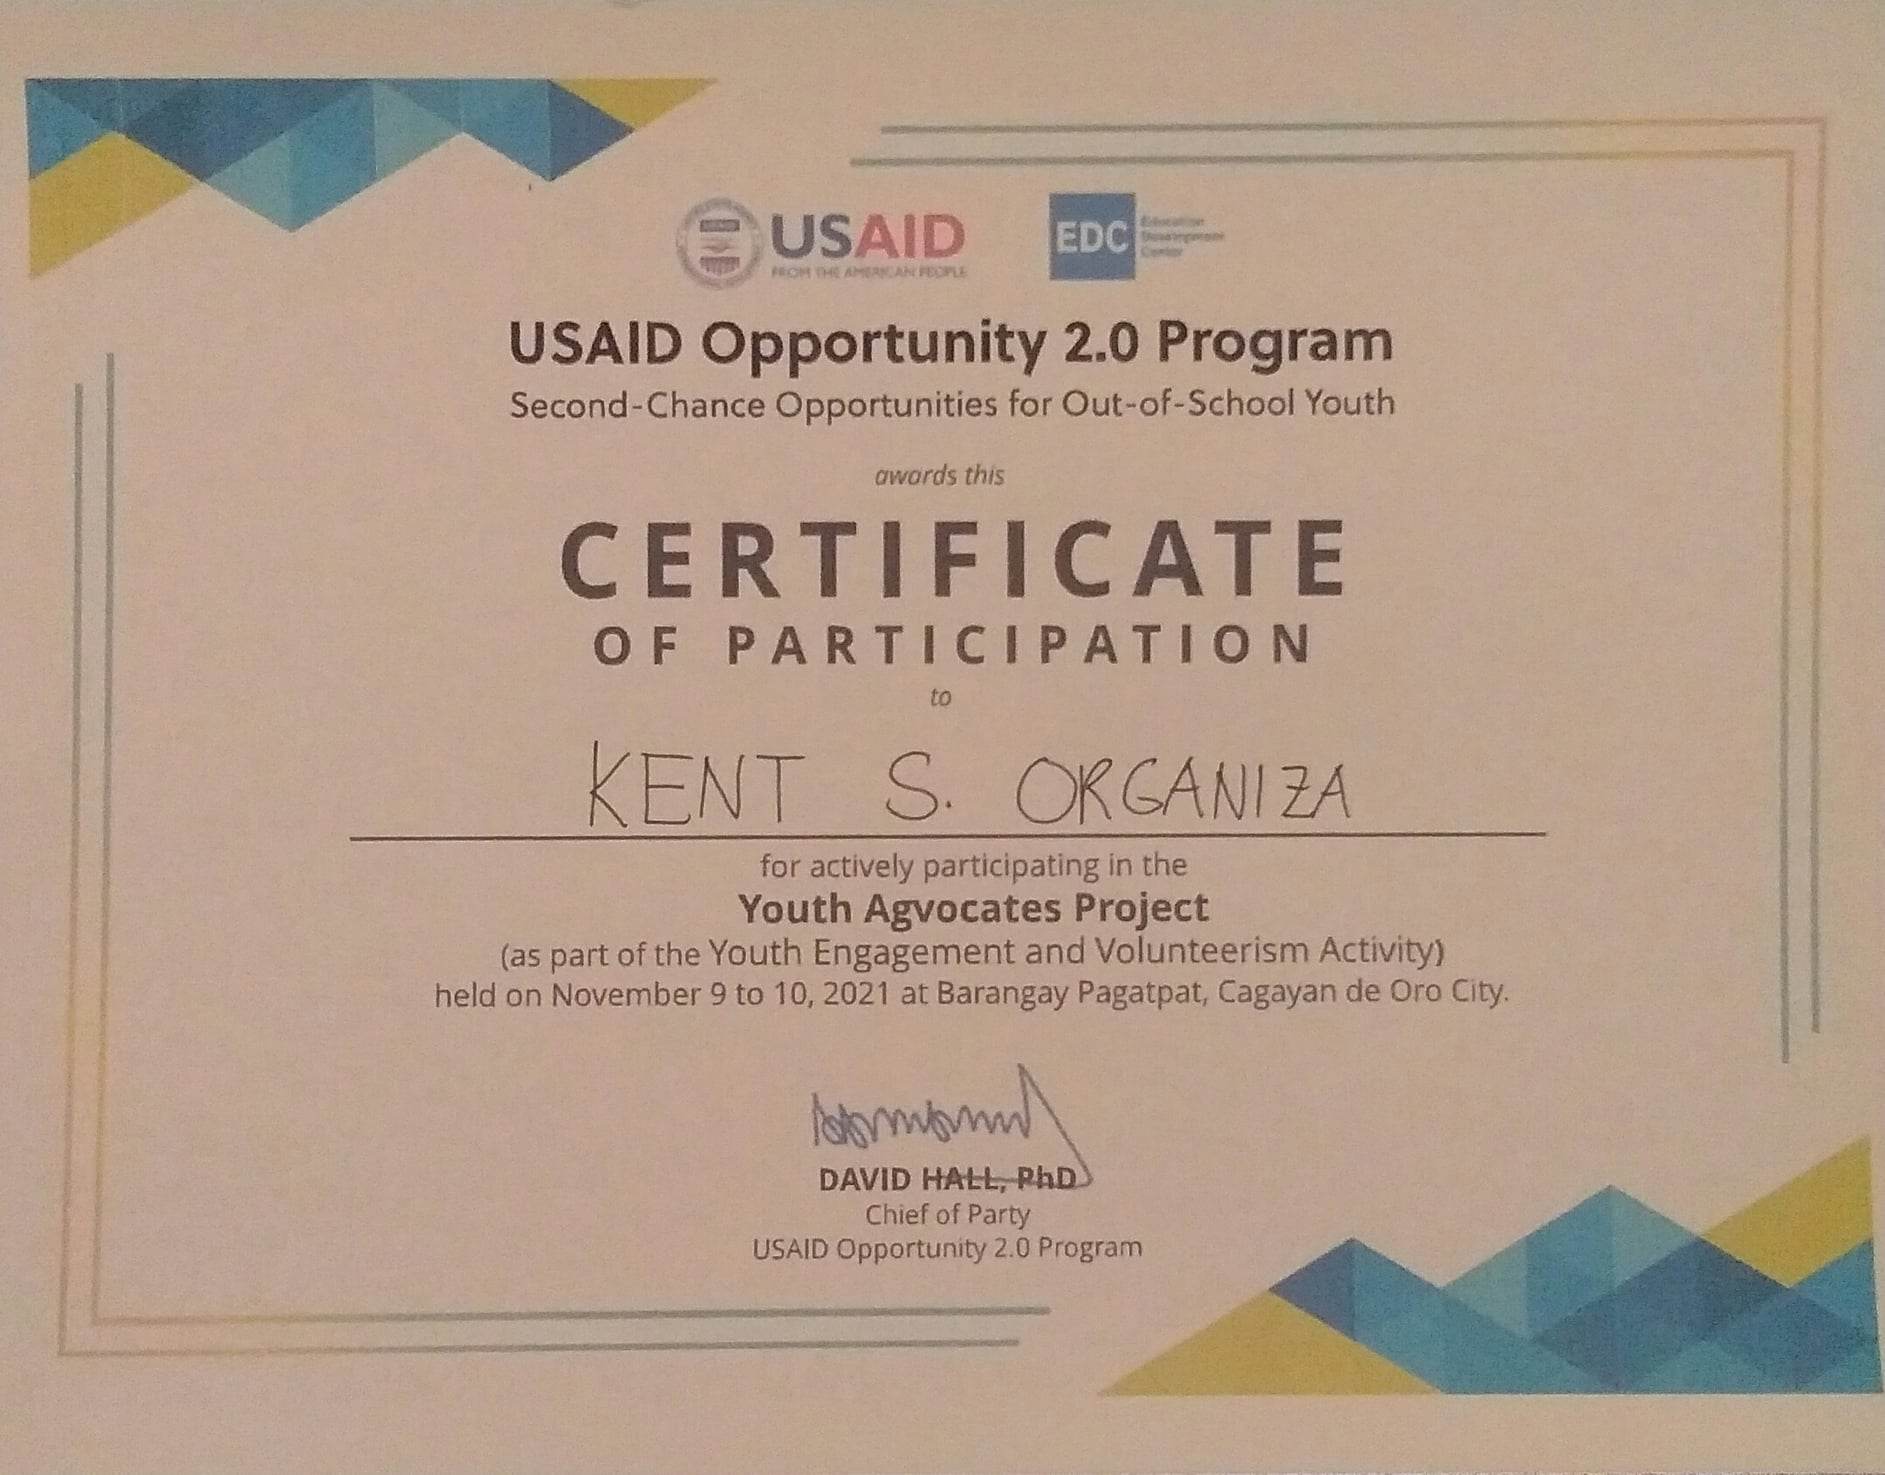 USAID
FROM THE AMERICAN PEOPLE
EDC
Education
Development
Center
USAID Opportunity 2.0 Program
Second-Chance Opportunities for Out-of-School Youth
awards this
CERTIFICATE
OF PARTICIPATION
to
KENT S. ORGANIZA
for actively participating in the
Youth Agvocates Project
(as part of the Youth Engagement and Volunteerism Activity)
held on November 9 to 10, 2021 at Barangay Pagatpat, Cagayan de Oro City.
DAVID HALL, PhD
Chief of Party
USAID Opportunity 2.0 Program